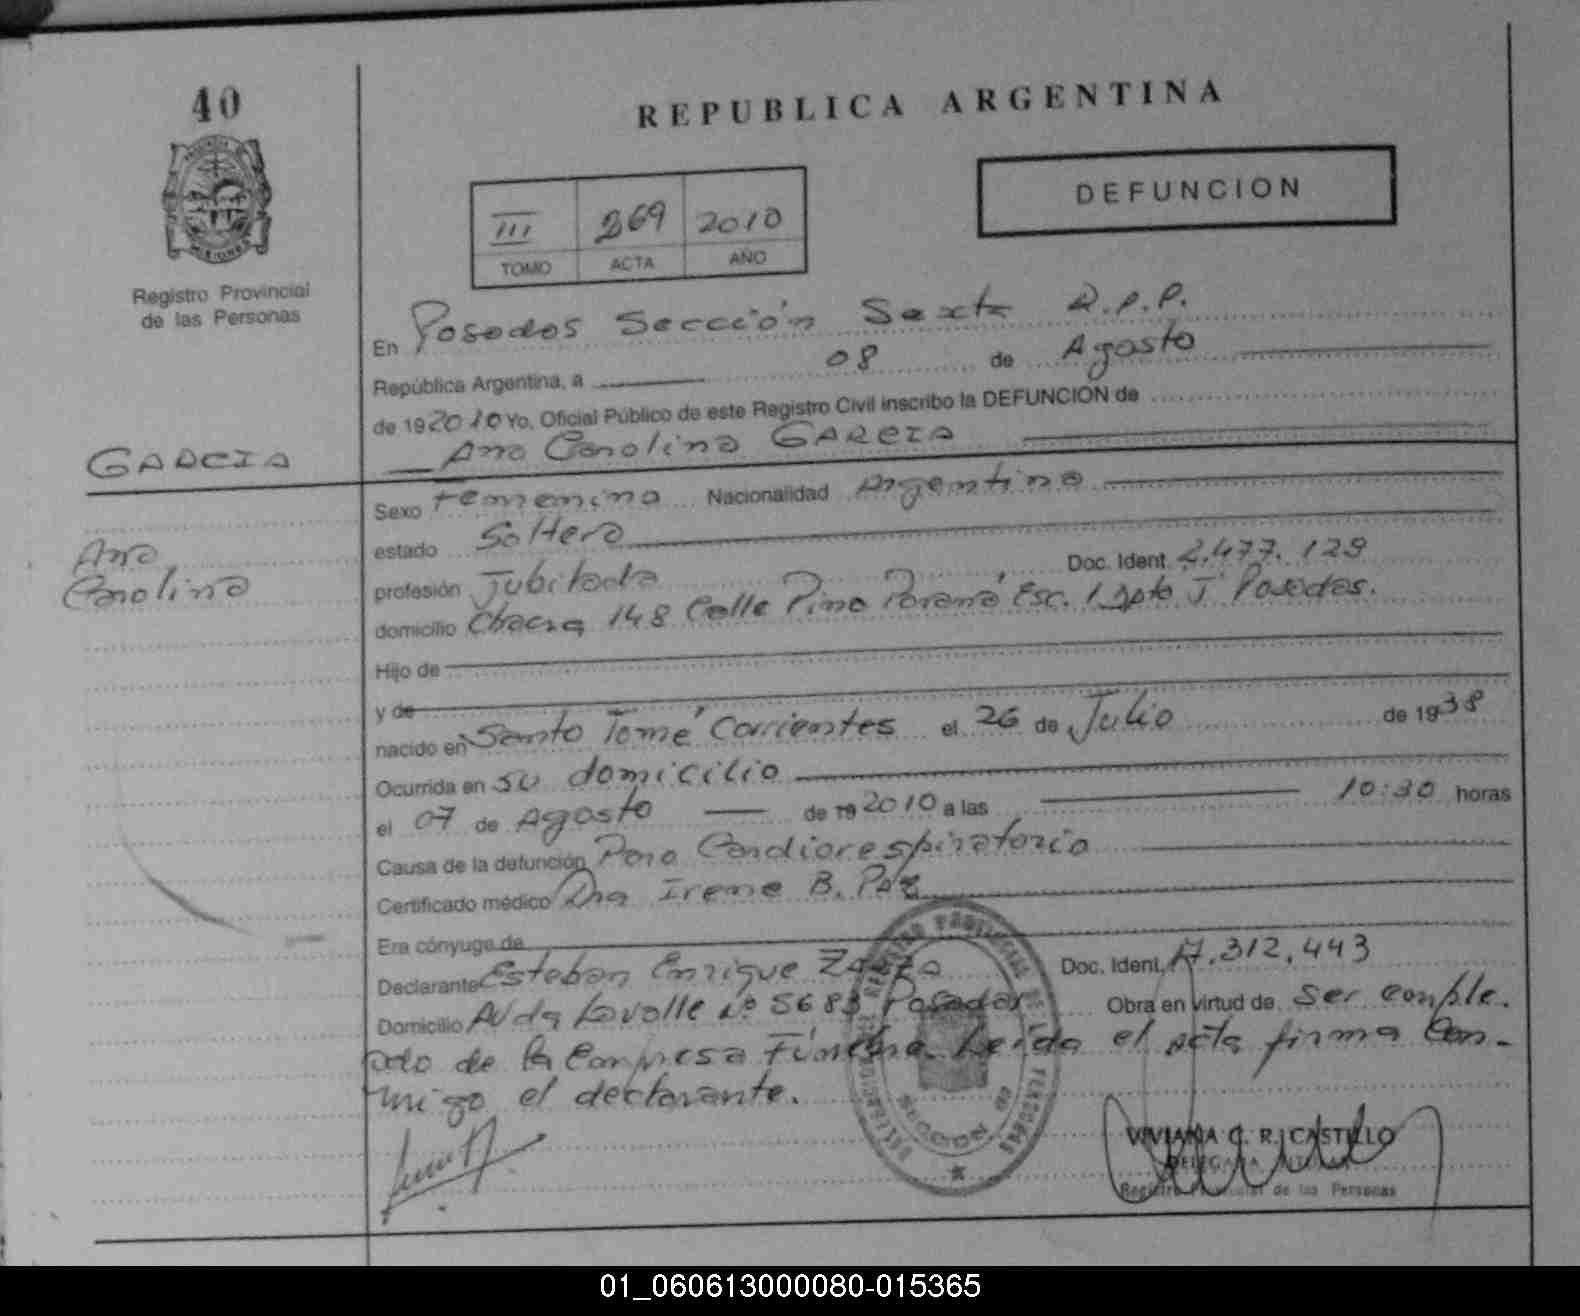 40
REPUBLICA ARGENTINA
DEFUNCION
III 269 2010
TOMO ACTA AÑO
Registro Provincial
de las Personas
En Posadas Sección Sexta R.P.P.
República Argentina, a 08 de Agosto
de 192010 Yo, Oficial Público de este Registro Civil inscribo la DEFUNCION de
GARCIA
Ana Carolina GARCIA
Ana
Carolina
Sexo Femenino Nacionalidad Argentina
estado Soltera
profesión Jubilada Doc. Ident. 2.477.129
domicilio Chacra 148 Calle Pino Paraná Esc. 1 Dpto J Posadas.
Hijo de
y de
nacido en Santo Tomé Corrientes el 26 de Julio de 1938
Ocurrida en su domicilio
el 07 de Agosto de 19 2010 a las 10:30 horas
Causa de la defunción Paro Cardiorespiratorio
Certificado médico Dra Irene B. Paz
Era cónyuge de
Declarante Esteban Enrique Doc. Ident. 17.312.443
Domicilio Avda Lavalle Nº 5683 Posadas Obra en virtud de ser emple.
ado de la Empresa Fúnebre. Leída el acta firma con-
migo el declarante.
VIVIANA C. R. CASTILLO
DELEGADA TITULAR
Registro Provincial de las Personas
01_060613000080-015365